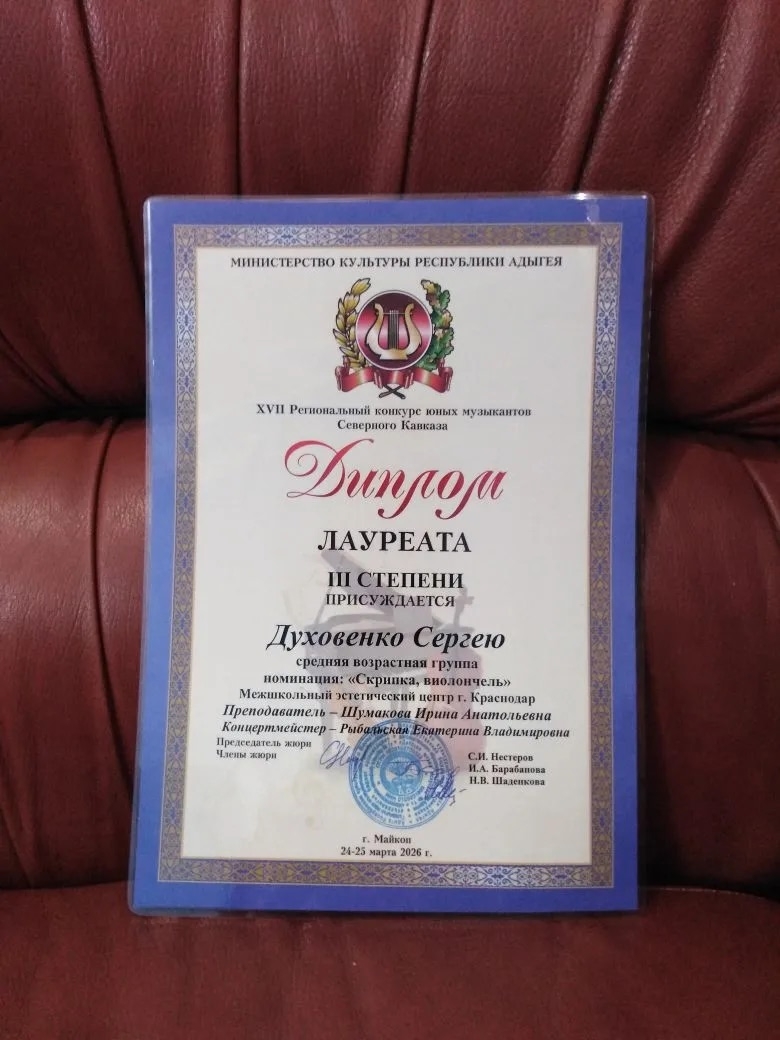 МИНИСТЕРСТВО КУЛЬТУРЫ РЕСПУБЛИКИ АДЫГЕЯ
XVII Региональный конкурс юных музыкантов
Северного Кавказа
Диплом
ЛАУРЕАТА
III СТЕПЕНИ
ПРИСУЖДАЕТСЯ
Духовенко Сергею
средняя возрастная группа
номинация: «Скрипка, виолончель»
Межшкольный эстетический центр г. Краснодар
Преподаватель – Шумакова Ирина Анатольевна
Концертмейстер – Рыбальская Екатерина Владимировна
Председатель жюри
Члены жюри
С.И. Нестеров
И.А. Барабанова
Н.В. Шаденкова
г. Майкоп
24-25 марта 2026 г.